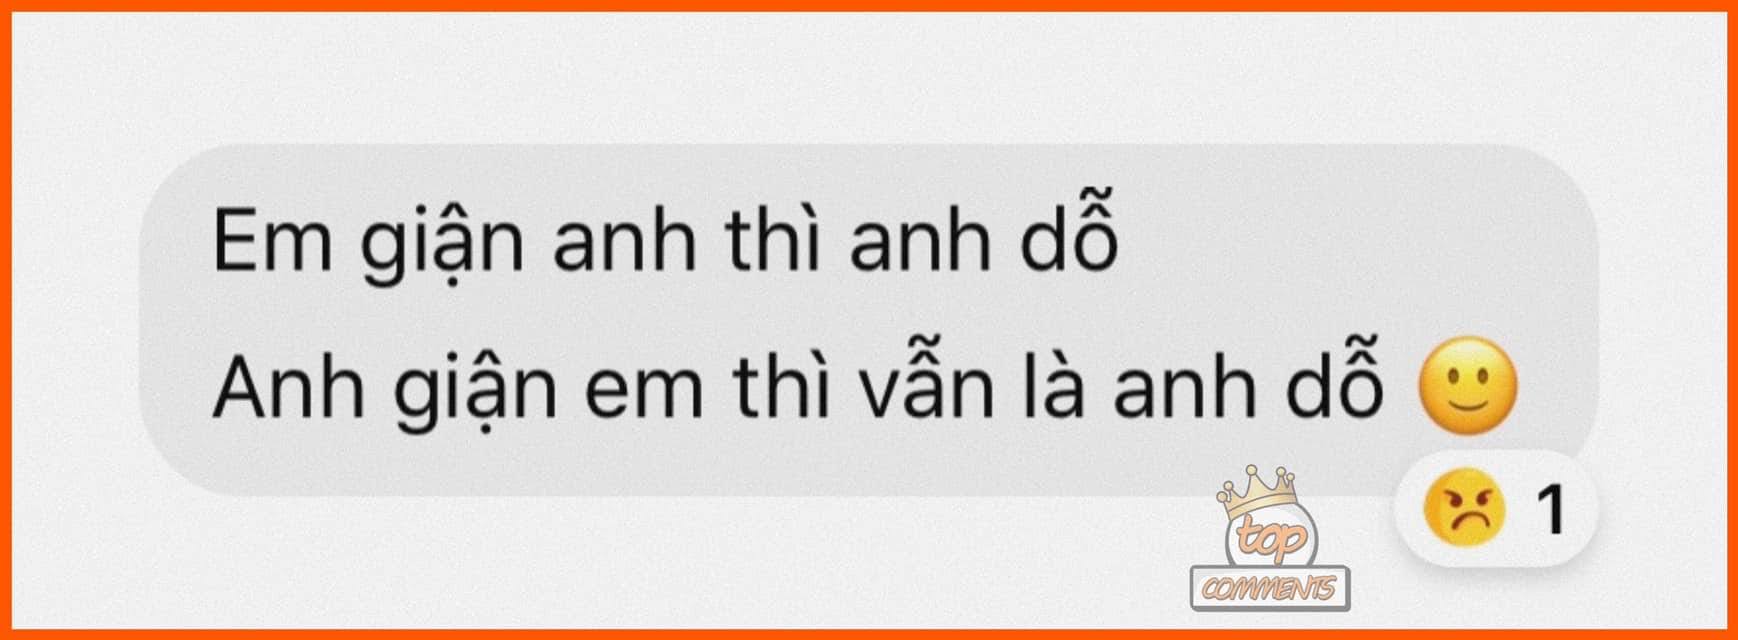 Em giận anh thì anh dỗ
Anh giận em thì vẫn là anh dỗ 🙂
😡 1
top
COMMENTS